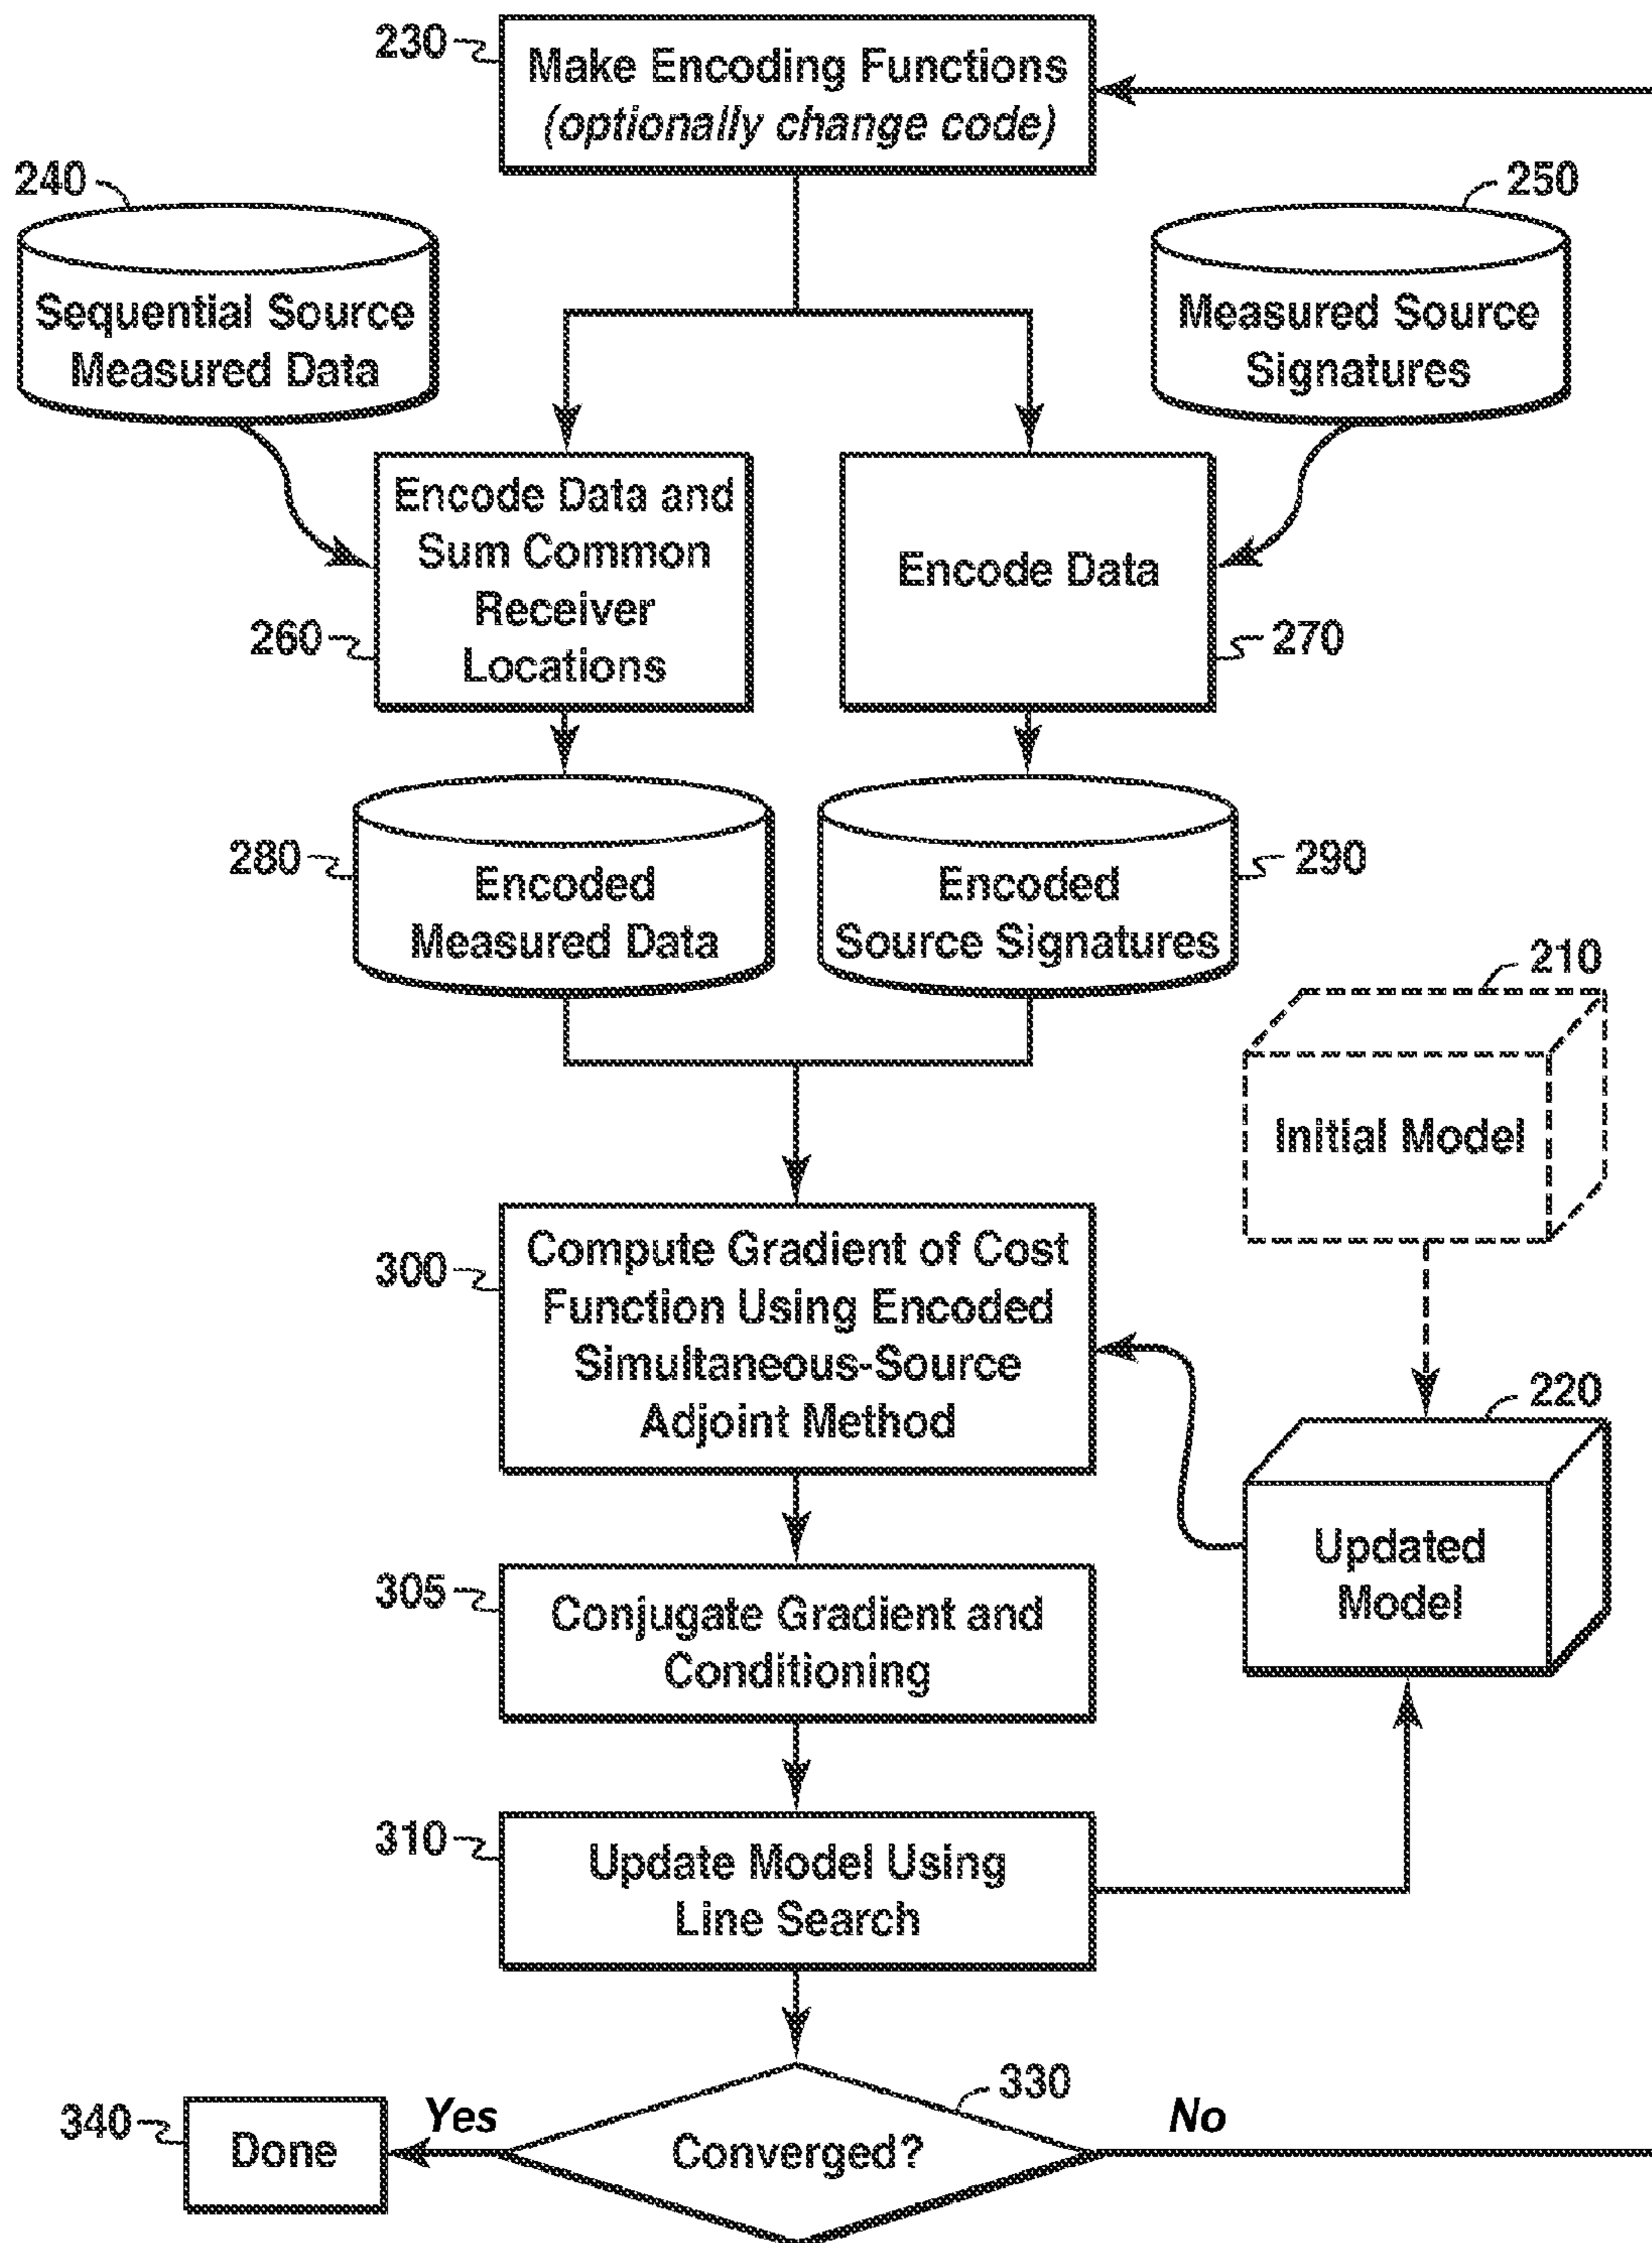 230
Make Encoding Functions
(optionally change code)
240
250
Sequential Source
Measured Data
Measured Source
Signatures
Encode Data and
Sum Common
Receiver
Locations
260
Encode Data
270
280
Encoded
Measured Data
Encoded
Source Signatures
290
210
Initial Model
300
Compute Gradient of Cost
Function Using Encoded
Simultaneous-Source
Adjoint Method
220
Updated
Model
305
Conjugate Gradient and
Conditioning
310
Update Model Using
Line Search
330
Converged?
Yes
No
340
Done